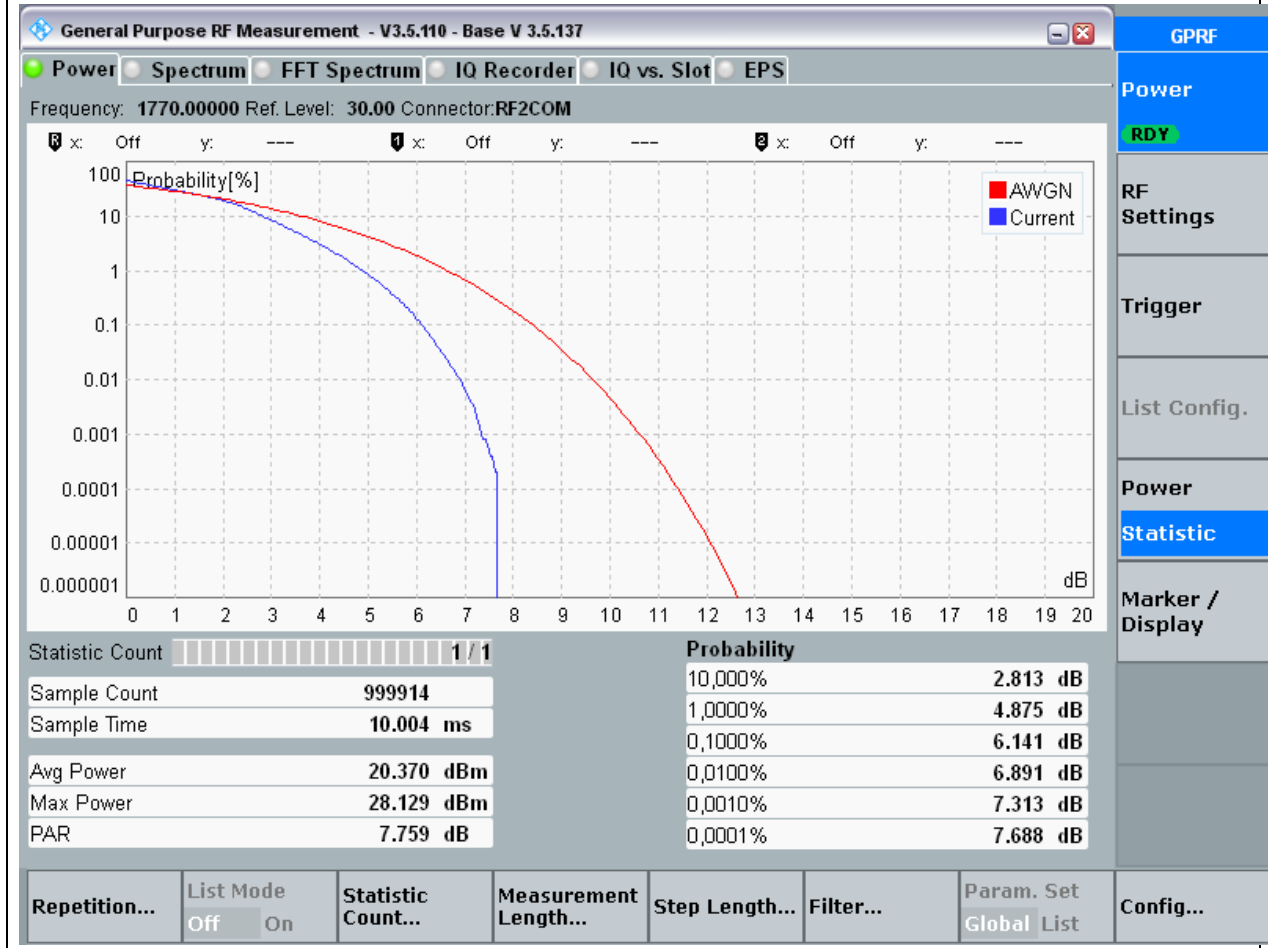 General Purpose RF Measurement - V3.5.110 - Base V 3.5.137
GPRF
Power Spectrum FFT Spectrum IQ Recorder IQ vs. Slot EPS
Frequency: 1770.00000 Ref. Level: 30.00 Connector:RF2COM
R x: Off y: --- 1 x: Off y: --- 2 x: Off y: ---
Probability[%]
AWGN
Current
100
10
1
0.1
0.01
0.001
0.0001
0.00001
0.000001
dB
0 1 2 3 4 5 6 7 8 9 10 11 12 13 14 15 16 17 18 19 20
Statistic Count 1 / 1
Sample Count 999914
Sample Time 10.004 ms
Avg Power 20.370 dBm
Max Power 28.129 dBm
PAR 7.759 dB
Probability
10,000% 2.813 dB
1,0000% 4.875 dB
0,1000% 6.141 dB
0,0100% 6.891 dB
0,0010% 7.313 dB
0,0001% 7.688 dB
Power
RDY
RF
Settings
Trigger
List Config.
Power
Statistic
Marker /
Display
Repetition...
List Mode
Off On
Statistic
Count...
Measurement
Length...
Step Length...
Filter...
Param. Set
Global List
Config...